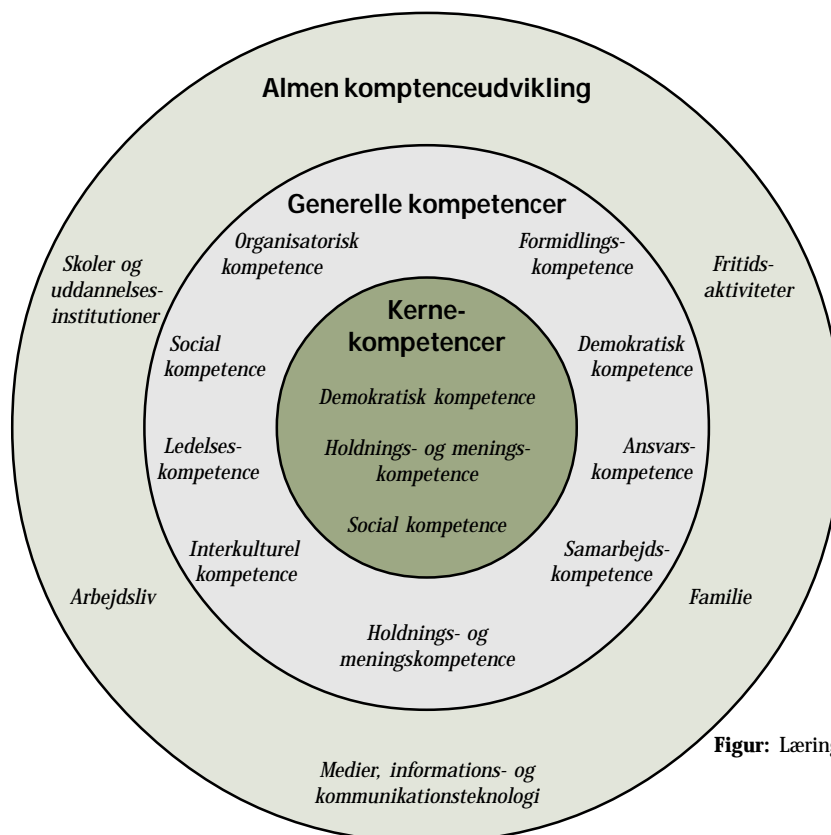 Almen komptenceudvikling
Generelle kompetencer
Organisatorisk
kompetence
Formidlings-
kompetence
Skoler og
uddannelses-
institutioner
Fritids-
aktiviteter
Kerne-
kompetencer
Social
kompetence
Demokratisk
kompetence
Demokratisk kompetence
Ledelses-
kompetence
Holdnings- og menings-
kompetence
Ansvars-
kompetence
Social kompetence
Interkulturel
kompetence
Samarbejds-
kompetence
Arbejdsliv
Familie
Holdnings- og
meningskompetence
Figur: Læring
Medier, informations- og
kommunikationsteknologi